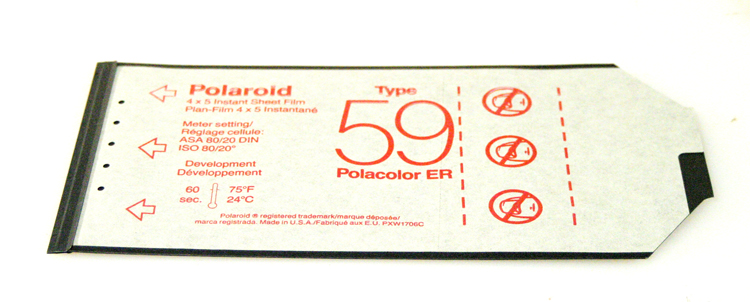 Polaroid
4 x 5 Instant Sheet Film
Plan-Film 4 x 5 Instantané
Meter setting/
Réglage cellule:
ASA 80/20 DIN
ISO 80/20°
Development
Développement
60 sec.
75°F
24°C
Type
59
Polacolor ER
Polaroid ® registered trademark/marque déposée/
marca registrada. Made in U.S.A./Fabriqué aux E.U. PXW1706C